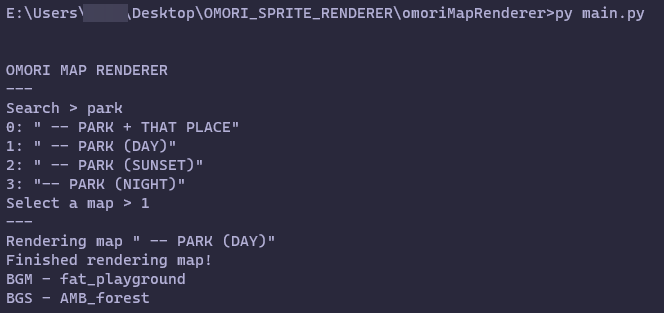 E:\Users\\Desktop\OMORI_SPRITE_RENDERER\omoriMapRenderer>py main.py
OMORI MAP RENDERER
---
Search > park
0: " -- PARK + THAT PLACE"
1: " -- PARK (DAY)"
2: " -- PARK (SUNSET)"
3: "-- PARK (NIGHT)"
Select a map > 1
---
Rendering map " -- PARK (DAY)"
Finished rendering map!
BGM - fat_playground
BGS - AMB_forest